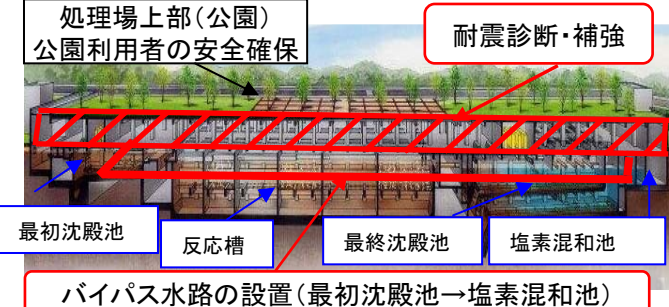 処理場上部(公園)
公園利用者の安全確保
耐震診断・補強
最初沈殿池
反応槽
最終沈殿池
塩素混和池
バイパス水路の設置(最初沈殿池→塩素混和池)